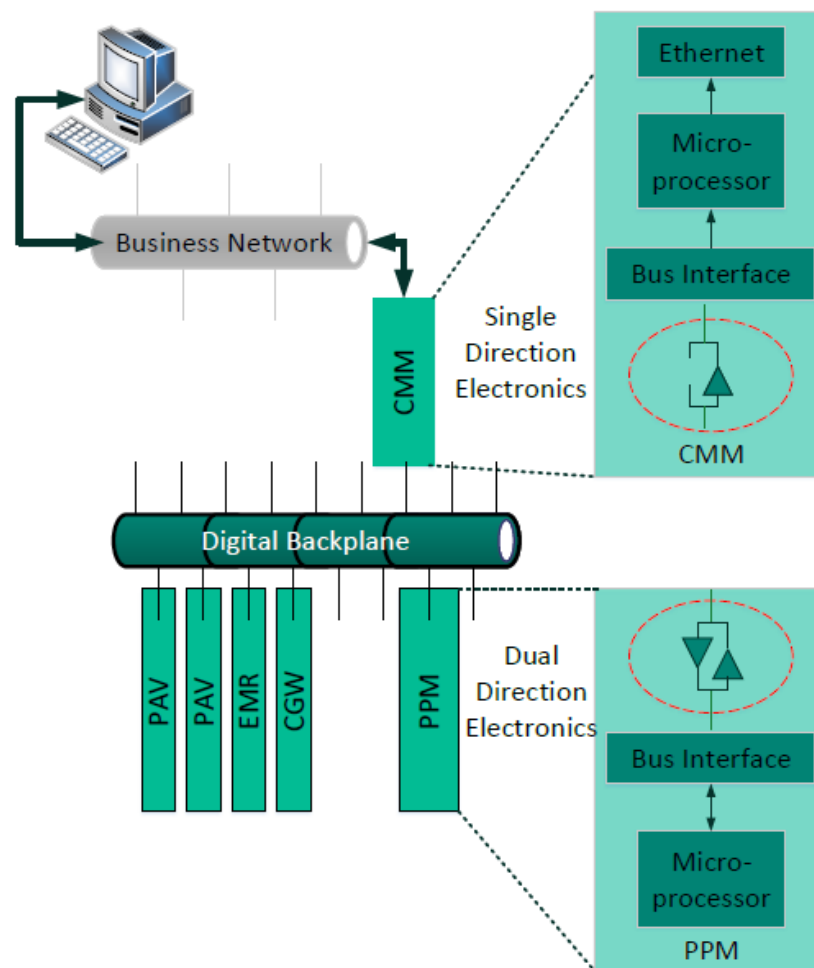 Ethernet
Micro-
processor
Business Network
Bus Interface
CMM
Single
Direction
Electronics
CMM
Digital Backplane
PAV
PAV
EMR
CGW
PPM
Dual
Direction
Electronics
Bus Interface
Micro-
processor
PPM